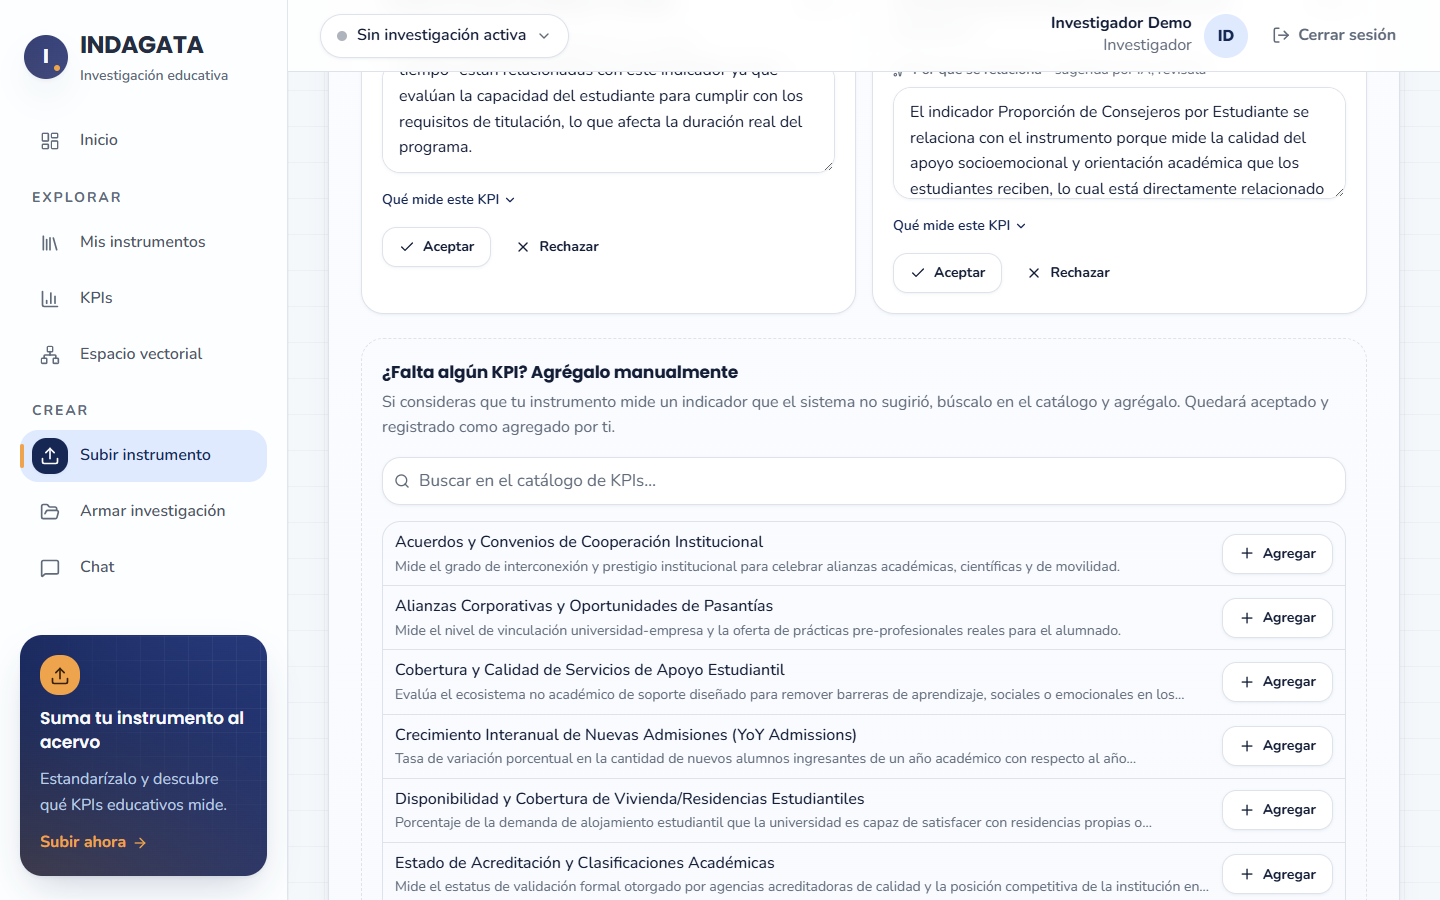 I
INDAGATA
Investigación educativa
Inicio
EXPLORAR
Mis instrumentos
KPIs
Espacio vectorial
CREAR
Subir instrumento
Armar investigación
Chat
Suma tu instrumento al
acervo
Estandarízalo y descubre
qué KPIs educativos mide.
Subir ahora →
Sin investigación activa
Investigador Demo
Investigador
ID
Cerrar sesión
evalúan la capacidad del estudiante para cumplir con los
requisitos de titulación, lo que afecta la duración real del
programa.
Qué mide este KPI
Aceptar
Rechazar
El indicador Proporción de Consejeros por Estudiante se
relaciona con el instrumento porque mide la calidad del
apoyo socioemocional y orientación académica que los
estudiantes reciben, lo cual está directamente relacionado
Qué mide este KPI
Aceptar
Rechazar
¿Falta algún KPI? Agrégalo manualmente
Si consideras que tu instrumento mide un indicador que el sistema no sugirió, búscalo en el catálogo y agrégalo. Quedará aceptado y
registrado como agregado por ti.
Buscar en el catálogo de KPIs...
Acuerdos y Convenios de Cooperación Institucional
Mide el grado de interconexión y prestigio institucional para celebrar alianzas académicas, científicas y de movilidad.
Agregar
Alianzas Corporativas y Oportunidades de Pasantías
Mide el nivel de vinculación universidad-empresa y la oferta de prácticas pre-profesionales reales para el alumnado.
Agregar
Cobertura y Calidad de Servicios de Apoyo Estudiantil
Evalúa el ecosistema no académico de soporte diseñado para remover barreras de aprendizaje, sociales o emocionales en los...
Agregar
Crecimiento Interanual de Nuevas Admisiones (YoY Admissions)
Tasa de variación porcentual en la cantidad de nuevos alumnos ingresantes de un año académico con respecto al año...
Agregar
Disponibilidad y Cobertura de Vivienda/Residencias Estudiantiles
Porcentaje de la demanda de alojamiento estudiantil que la universidad es capaz de satisfacer con residencias propias o...
Agregar
Estado de Acreditación y Clasificaciones Académicas
Mide el estatus de validación formal otorgado por agencias acreditadoras de calidad y la posición competitiva de la institución en...
Agregar